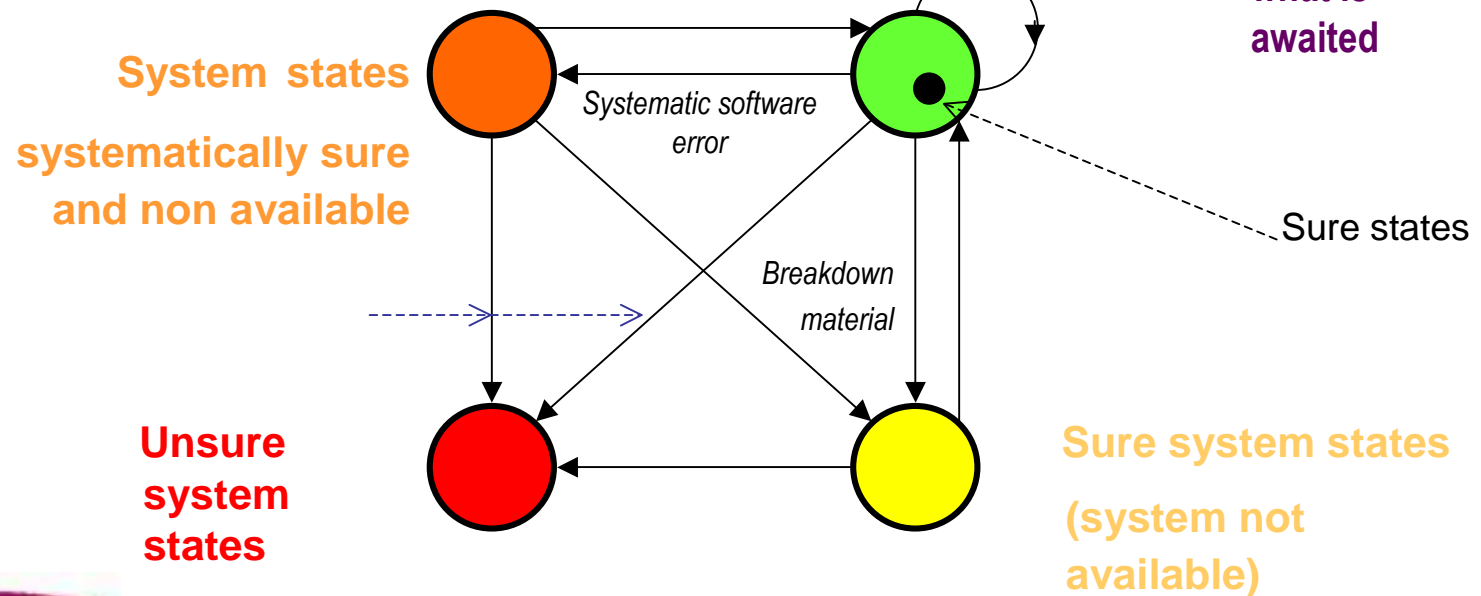 awaited
System states
systematically sure
and non available
Systematic software
error
Sure states
Breakdown
material
Unsure
system
states
Sure system states
(system not
available)